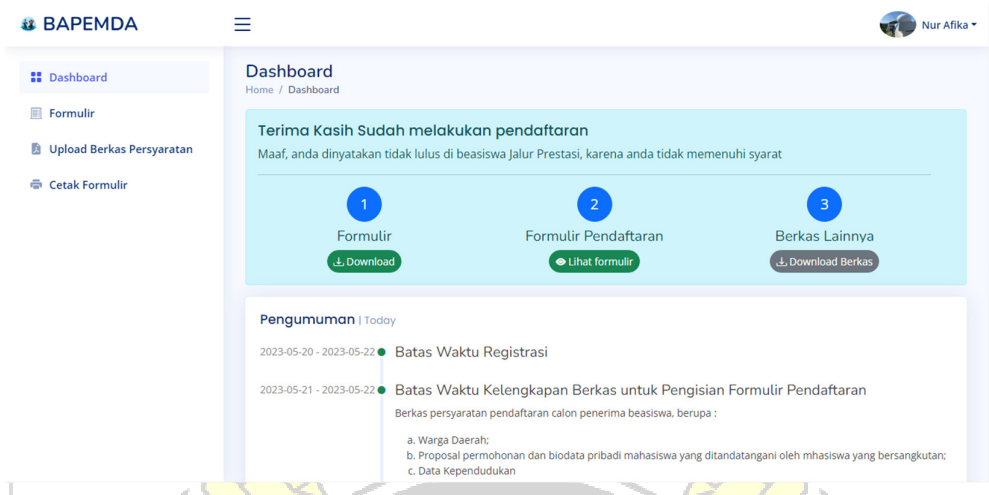 BAPEMDA
Nur Afika
Dashboard
Formulir
Upload Berkas Persyaratan
Cetak Formulir
Dashboard
Home / Dashboard
Terima Kasih Sudah melakukan pendaftaran
Maaf, anda dinyatakan tidak lulus di beasiswa Jalur Prestasi, karena anda tidak memenuhi syarat
1
Formulir
Download
2
Formulir Pendaftaran
Lihat formulir
3
Berkas Lainnya
Download Berkas
Pengumuman | Today
2023-05-20 - 2023-05-22 Batas Waktu Registrasi
2023-05-21 - 2023-05-22 Batas Waktu Kelengkapan Berkas untuk Pengisian Formulir Pendaftaran
Berkas persyaratan pendaftaran calon penerima beasiswa, berupa :
a. Warga Daerah;
b. Proposal permohonan dan biodata pribadi mahasiswa yang ditandatangani oleh mhasiswa yang bersangkutan;
c. Data Kependudukan